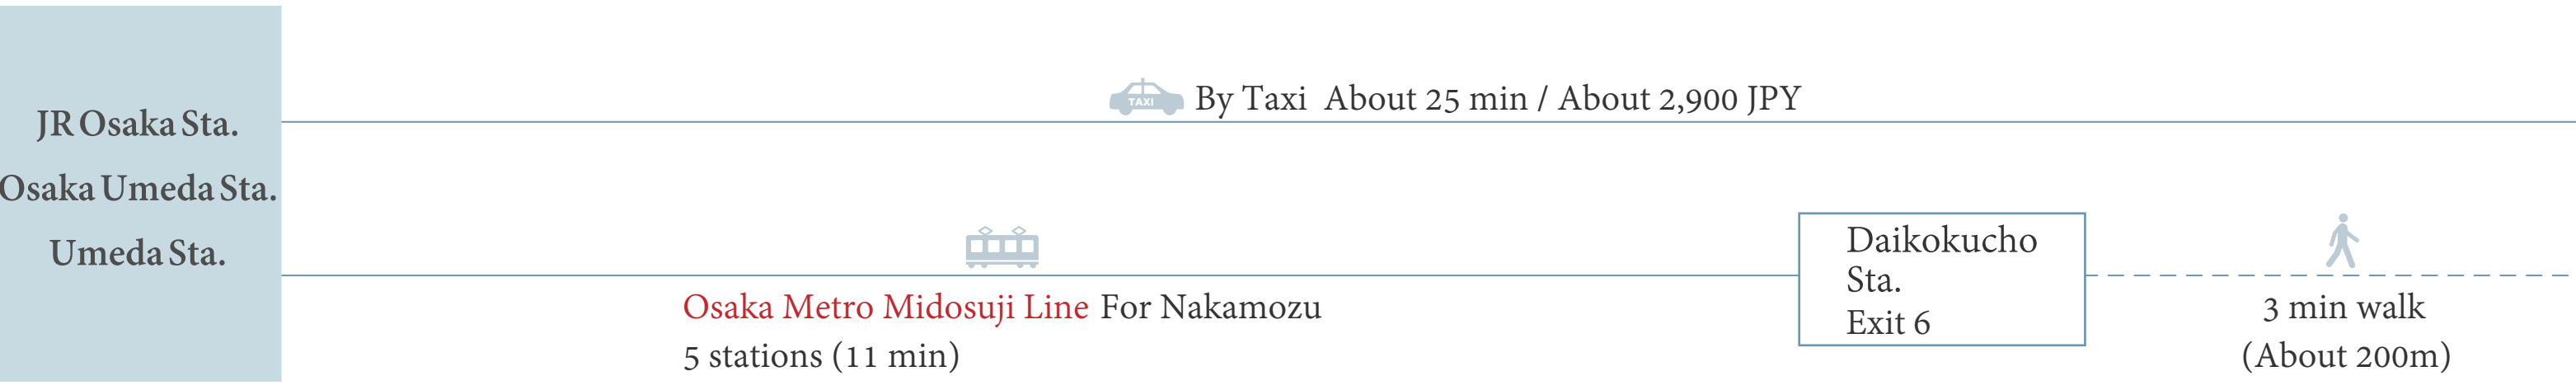 JR Osaka Sta.
Osaka Umeda Sta.
Umeda Sta.
TAXI
By Taxi About 25 min / About 2,900 JPY
Osaka Metro Midosuji Line For Nakamozu
5 stations (11 min)
Daikokucho
Sta.
Exit 6
3 min walk
(About 200m)